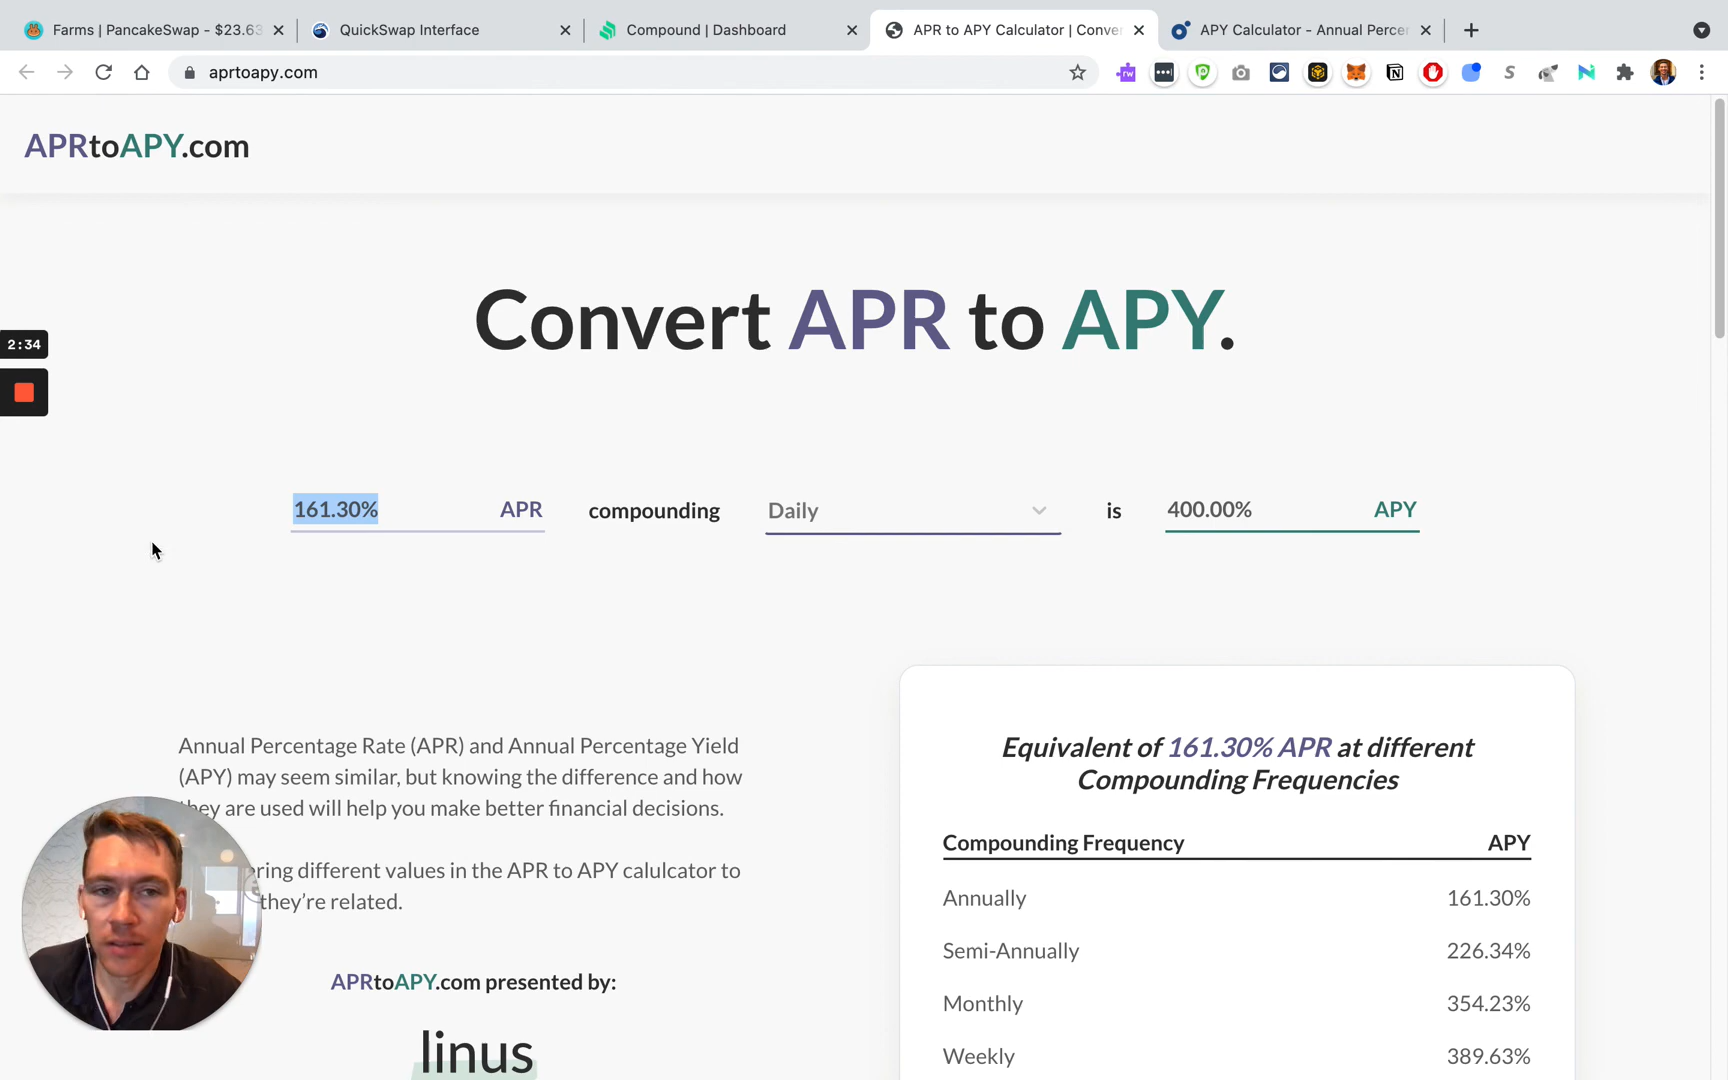 Farms | PancakeSwap - $23.63
QuickSwap Interface
Compound | Dashboard
APR to APY Calculator | Conver
APY Calculator - Annual Percen
aprtoapy.com
APRtoAPY.com
Convert APR to APY.
2:34
161.30% APR compounding Daily is 400.00% APY
Annual Percentage Rate (APR) and Annual Percentage Yield
(APY) may seem similar, but knowing the difference and how
they are used will help you make better financial decisions.
ring different values in the APR to APY calulcator to
they're related.
APRtoAPY.com presented by:
linus
Equivalent of 161.30% APR at different
Compounding Frequencies
Compounding Frequency APY
Annually 161.30%
Semi-Annually 226.34%
Monthly 354.23%
Weekly 389.63%